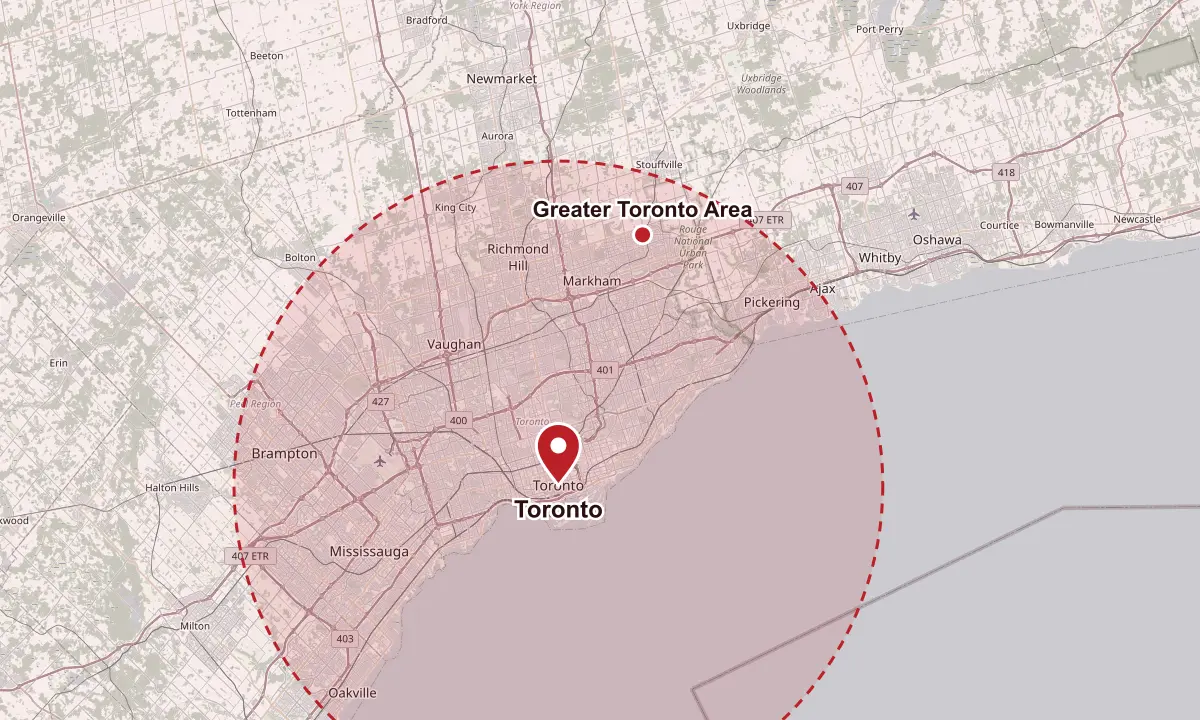 York Region
Bradford
Uxbridge
Port Perry
Beeton
Newmarket
Uxbridge
Woodlands
Tottenham
Aurora
Stouffville
418
407
Orangeville
King City
Greater Toronto Area
407 ETR
Newcastle
Courtice
Bowmanville
Rouge
National
Urban
Park
Oshawa
Richmond
Hill
Bolton
Whitby
Markham
Ajax
Pickering
Vaughan
Erin
401
Peel Region
427
400
Toronto
Brampton
Halton Hills
Toronto
Toronto
kwood
Mississauga
407 ETR
Milton
403
Oakville